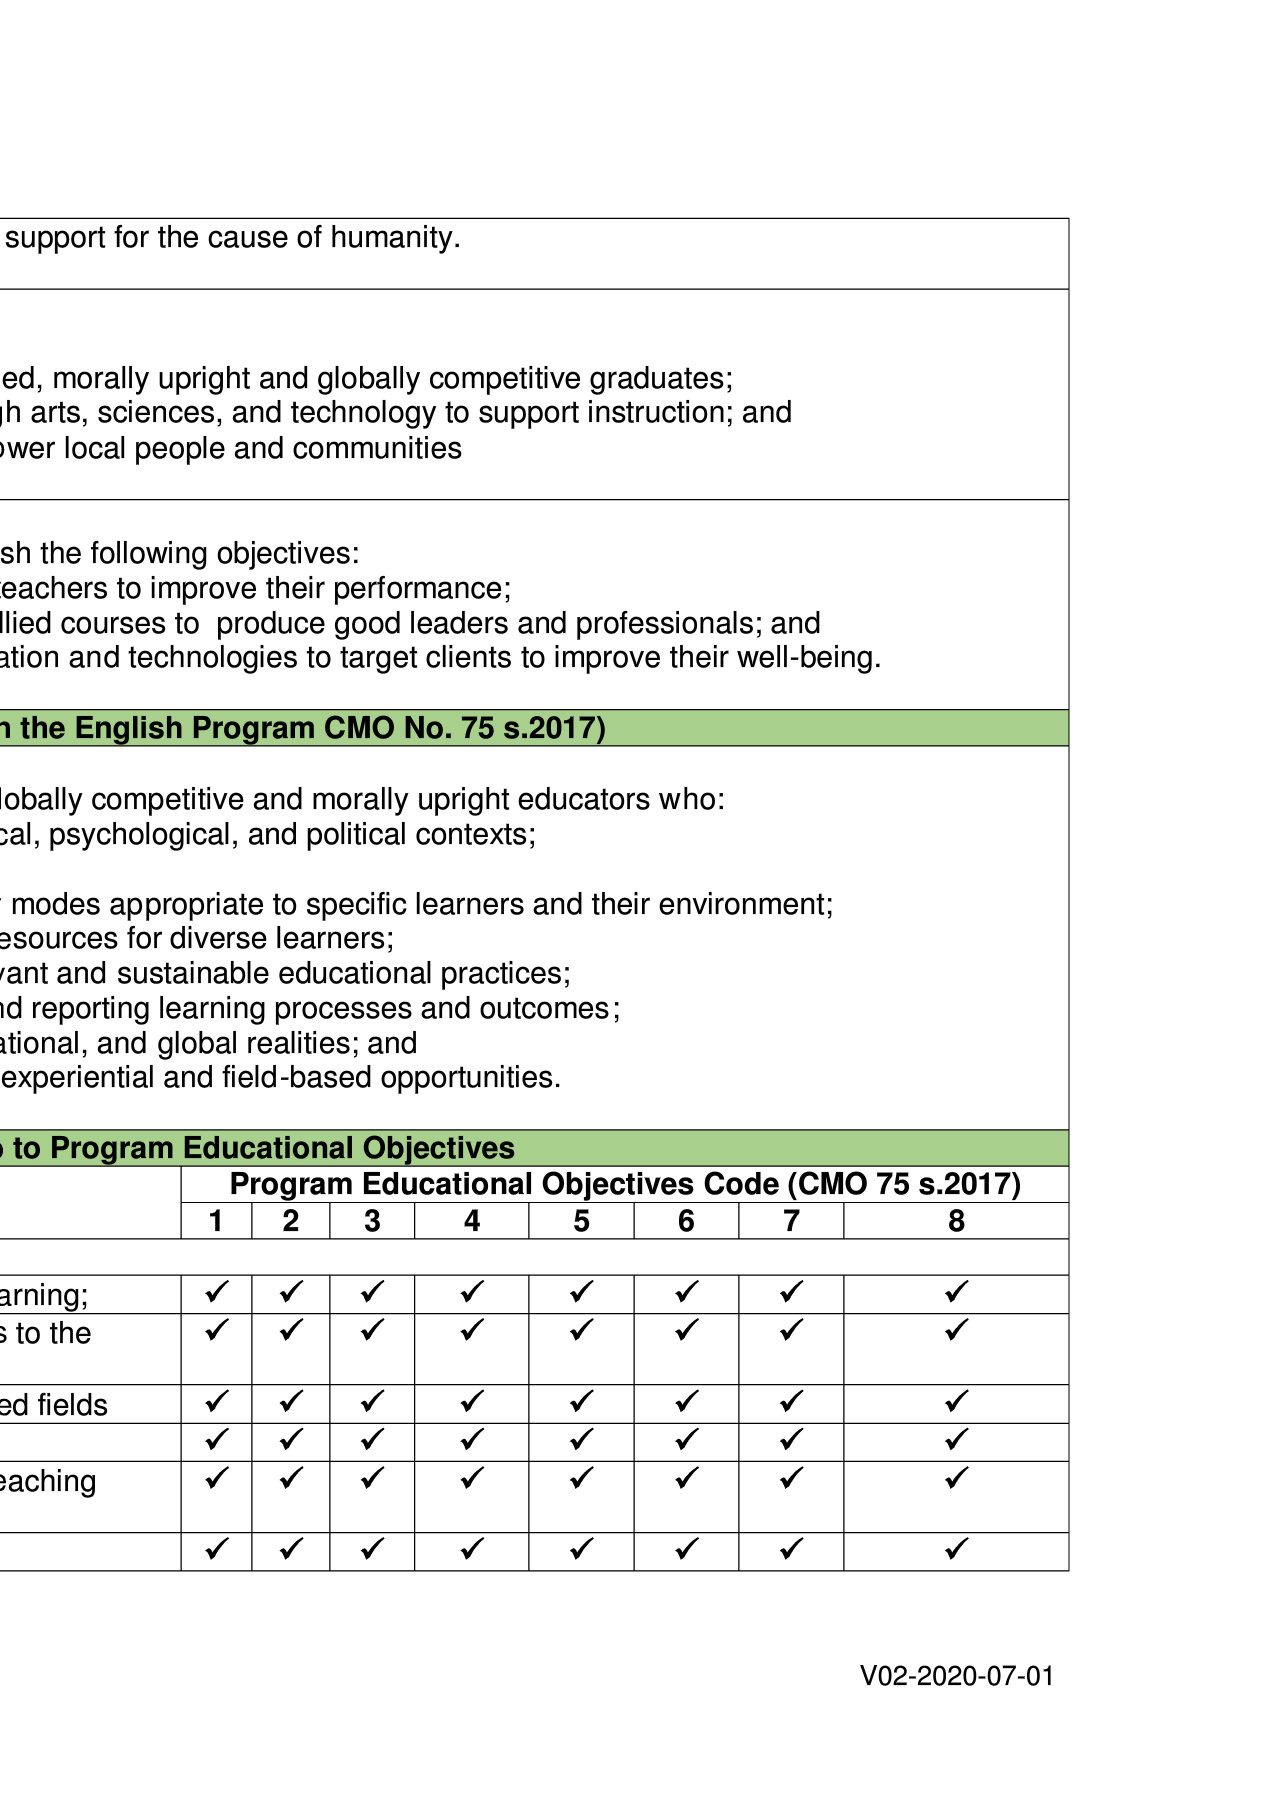 support for the cause of humanity.
ed, morally upright and globally competitive graduates;
gh arts, sciences, and technology to support instruction; and
ower local people and communities
sh the following objectives:
teachers to improve their performance;
llied courses to  produce good leaders and professionals; and
ation and technologies to target clients to improve their well-being.
n the English Program CMO No. 75 s.2017)
lobally competitive and morally upright educators who:
cal, psychological, and political contexts;
modes appropriate to specific learners and their environment;
esources for diverse learners;
vant and sustainable educational practices;
nd reporting learning processes and outcomes;
ational, and global realities; and
experiential and field-based opportunities.
to Program Educational Objectives
Program Educational Objectives Code (CMO 75 s.2017)
1 2 3 4 5 6 7 8
arning; ✓ ✓ ✓ ✓ ✓ ✓ ✓ ✓
s to the ✓ ✓ ✓ ✓ ✓ ✓ ✓ ✓
ed fields ✓ ✓ ✓ ✓ ✓ ✓ ✓ ✓
✓ ✓ ✓ ✓ ✓ ✓ ✓ ✓
eaching ✓ ✓ ✓ ✓ ✓ ✓ ✓ ✓
✓ ✓ ✓ ✓ ✓ ✓ ✓ ✓
V02-2020-07-01